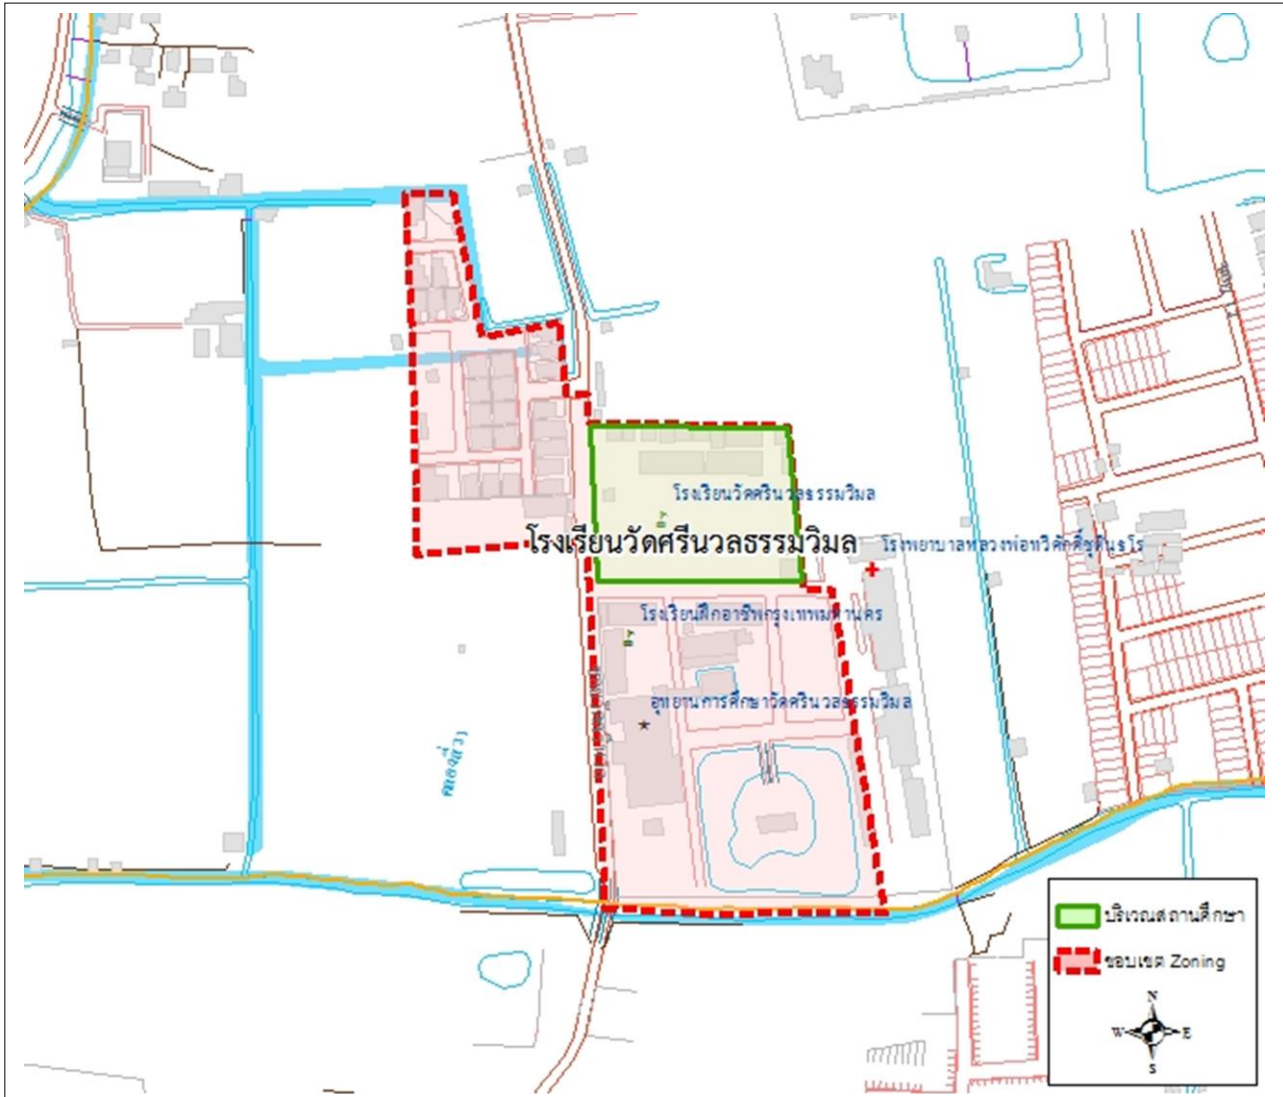 โรงเรียนวัดศรีนวลธรรมวิมล
โรงเรียนวัดศรีนวลธรรมวิมล
โรงพยาบาลหลวงพ่อทวีศักดิ์ชุตินฺธโร
โรงเรียนฝึกอาชีพกรุงเทพมหานคร
อุทยานการศึกษาวัดศรีนวลธรรมวิมล
บริเวณสถานศึกษา
ขอบเขต Zoning
N
W
E
S